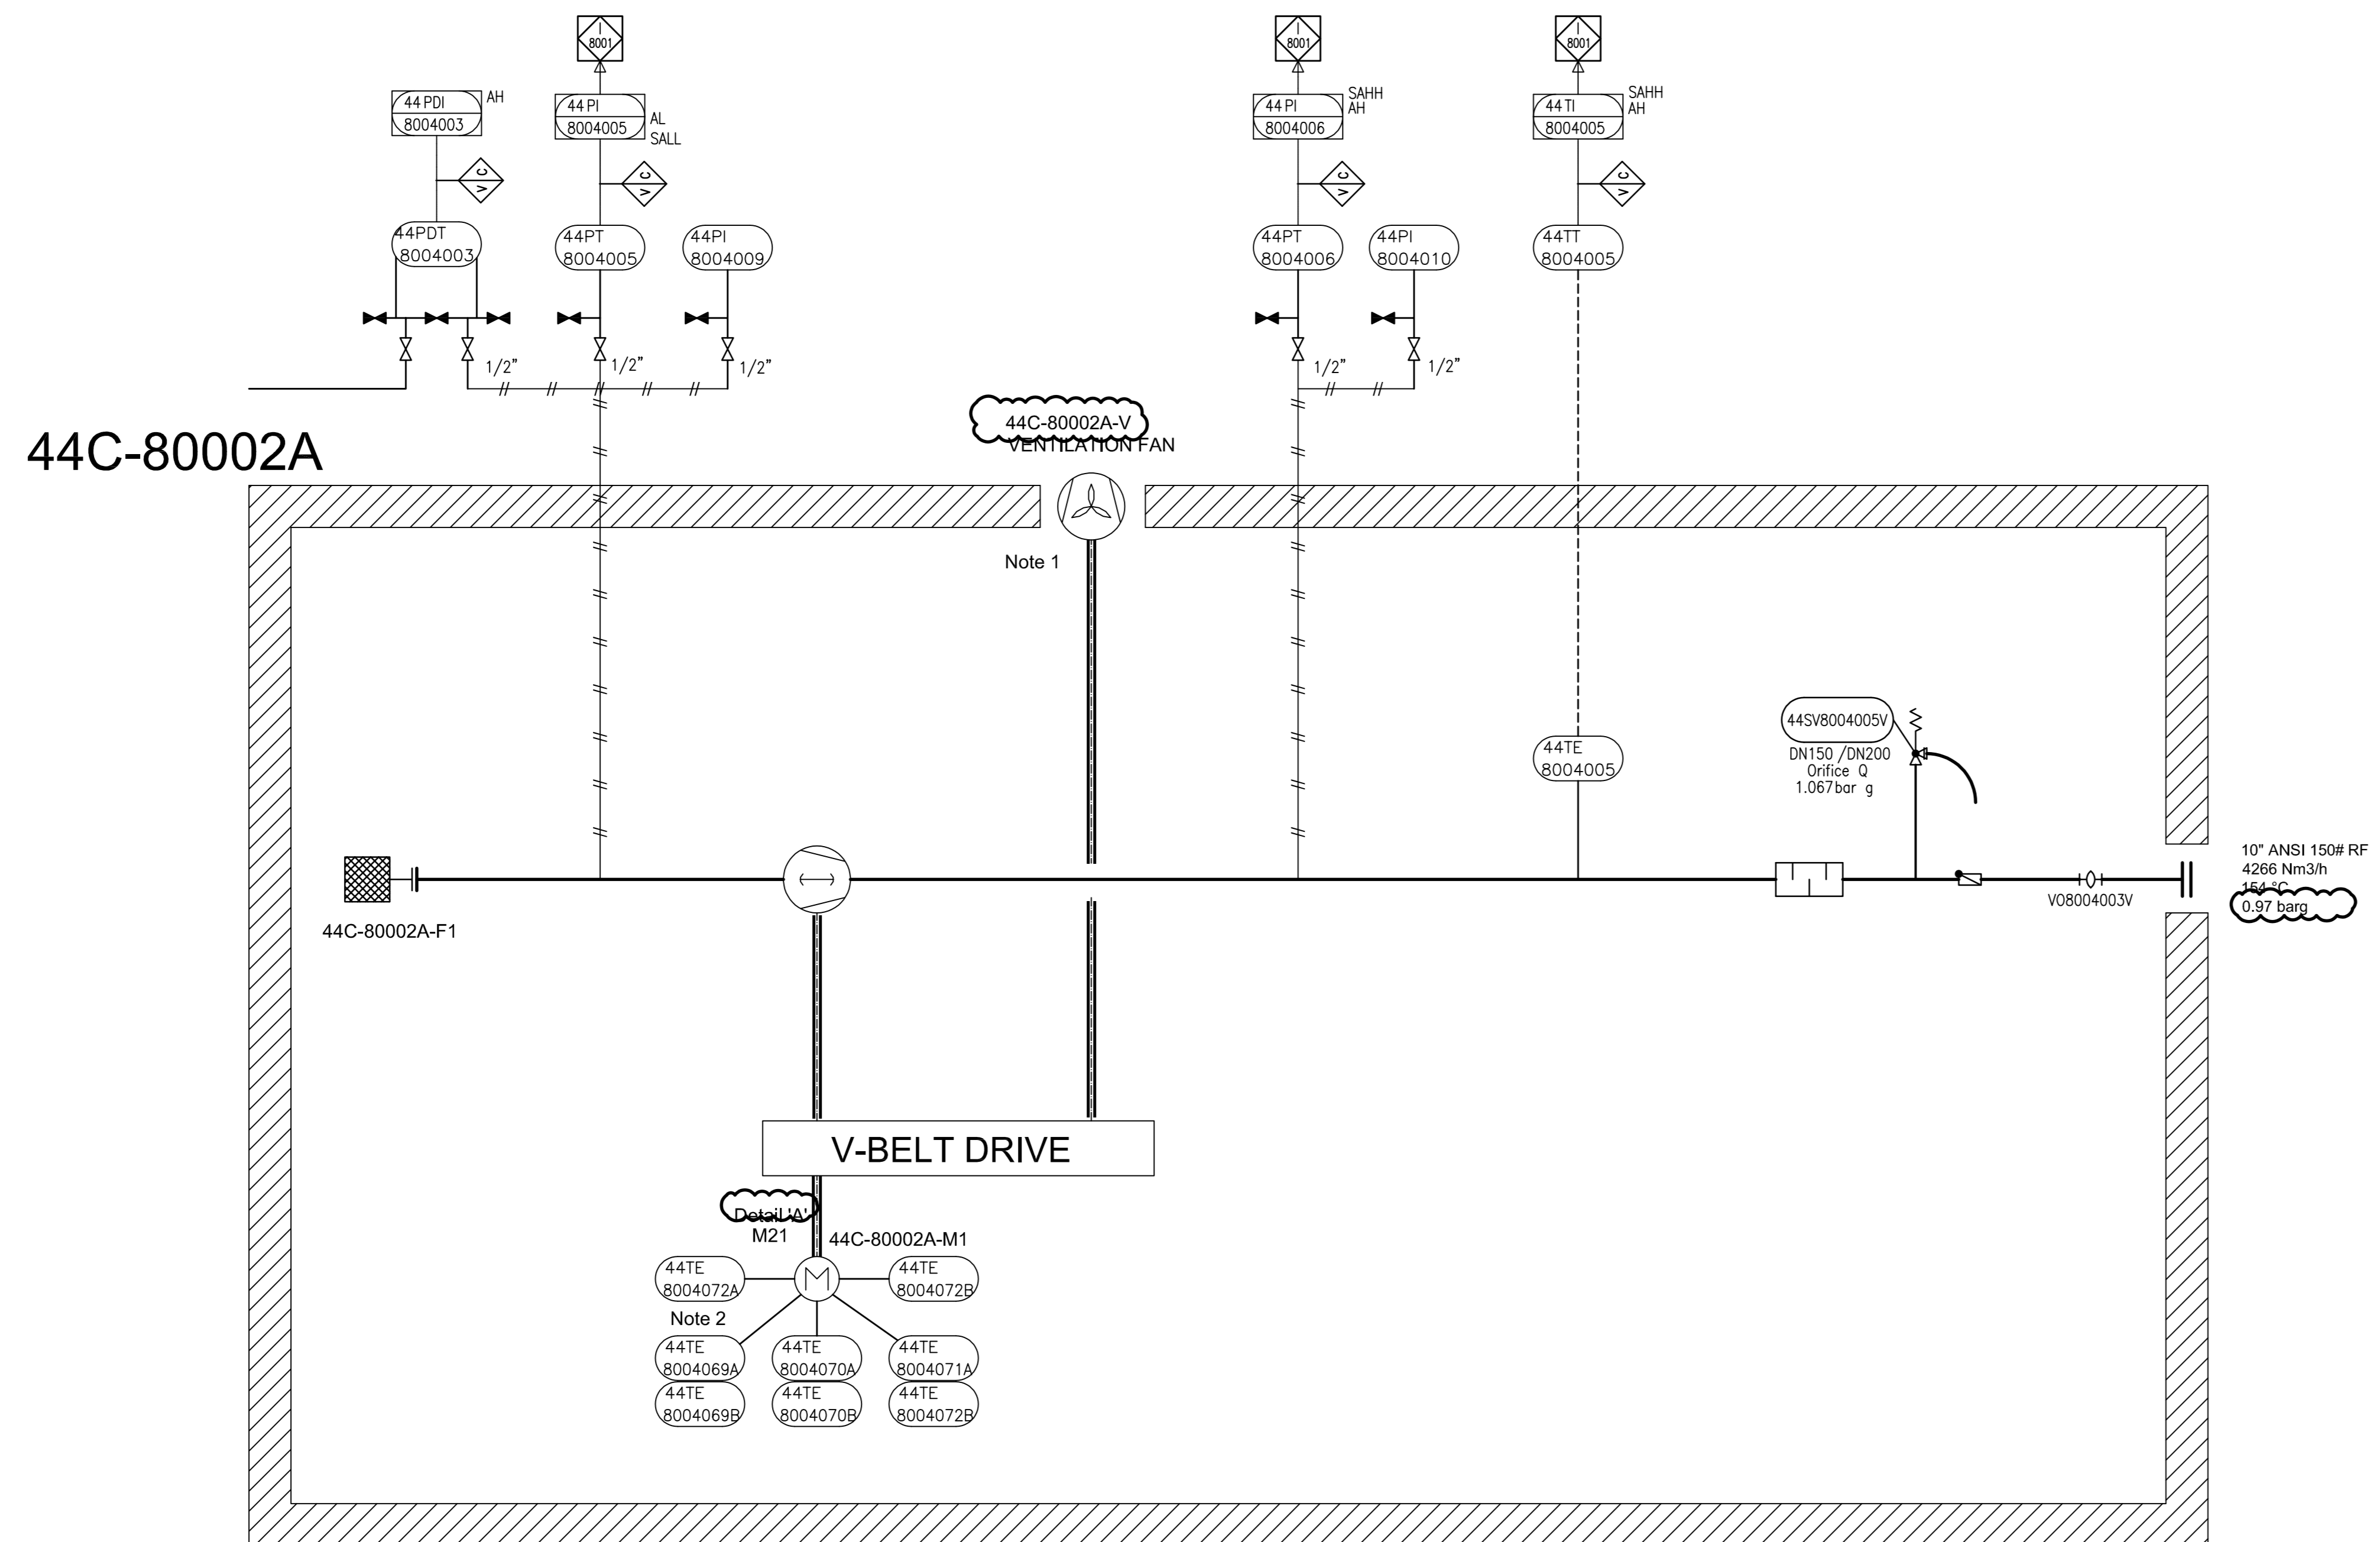 I
8001
I
8001
I
8001
44 PDI
8004003
AH
44 PI
8004005
AL
SALL
44 PI
8004006
SAHH
AH
44 TI
8004005
SAHH
AH
V C
V C
V C
V C
44PDT
8004003
44PT
8004005
44PI
8004009
44PT
8004006
44PI
8004010
44TT
8004005
1/2"
1/2"
1/2"
1/2"
1/2"
44C-80002A
44C-80002A-V
VENTILATION FAN
Note 1
44TE
8004005
44SV8004005V
DN150 /DN200
Orifice Q
1.067bar g
10" ANSI 150# RF
4266 Nm3/h
154 °C
0.97 barg
VO8004003V
44C-80002A-F1
V-BELT DRIVE
Detail 'A'
M21
44C-80002A-M1
44TE
8004072A
M
44TE
8004072B
Note 2
44TE
8004069A
44TE
8004070A
44TE
8004071A
44TE
8004069B
44TE
8004070B
44TE
8004072B